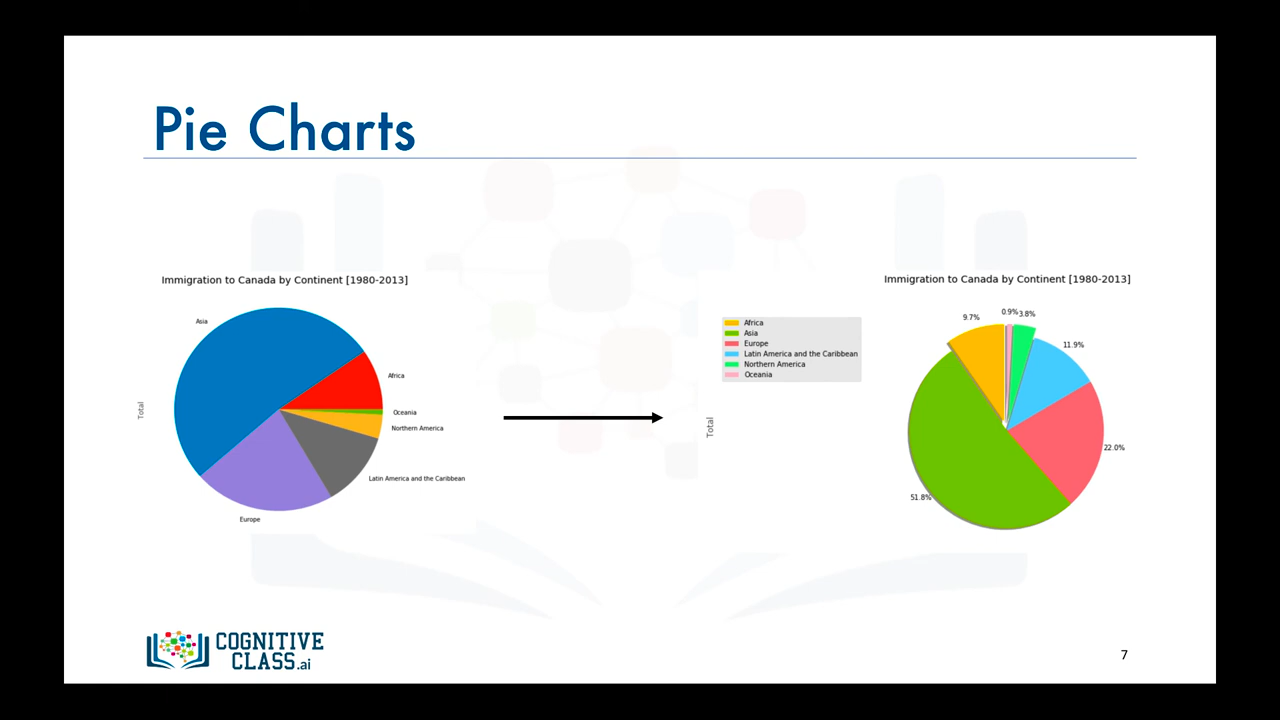 Pie Charts
Immigration to Canada by Continent [1980-2013]
Asia
Africa
Oceania
Northern America
Latin America and the Caribbean
Europe
Total
Immigration to Canada by Continent [1980-2013]
Africa
Asia
Europe
Latin America and the Caribbean
Northern America
Oceania
Total
9.7%
0.9%
3.8%
11.9%
22.0%
51.8%
COGNITIVE
CLASS.ai
7